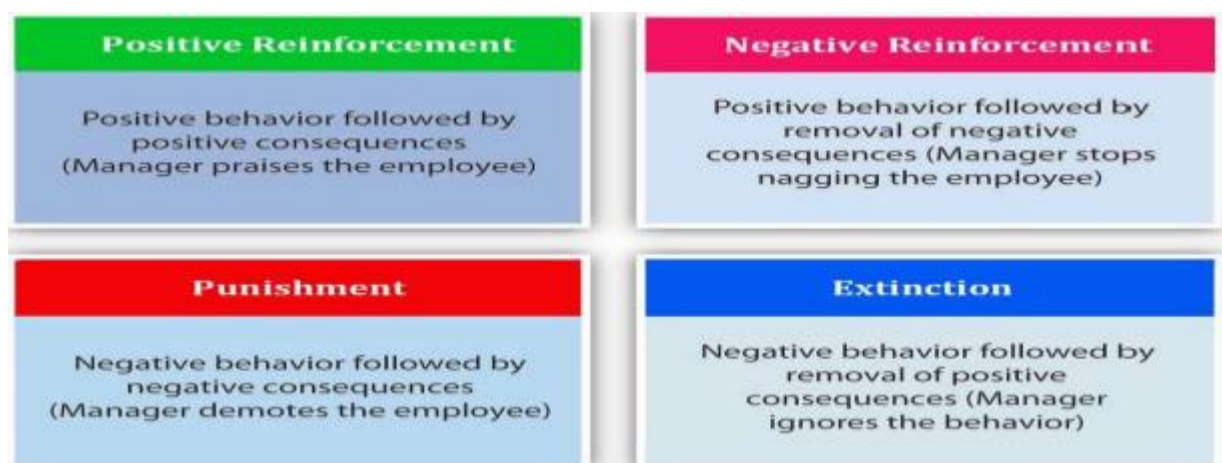 Positive Reinforcement
Positive behavior followed by
positive consequences
(Manager praises the employee)
Negative Reinforcement
Positive behavior followed by
removal of negative
consequences (Manager stops
nagging the employee)
Punishment
Negative behavior followed by
negative consequences
(Manager demotes the employee)
Extinction
Negative behavior followed by
removal of positive
consequences (Manager
ignores the behavior)